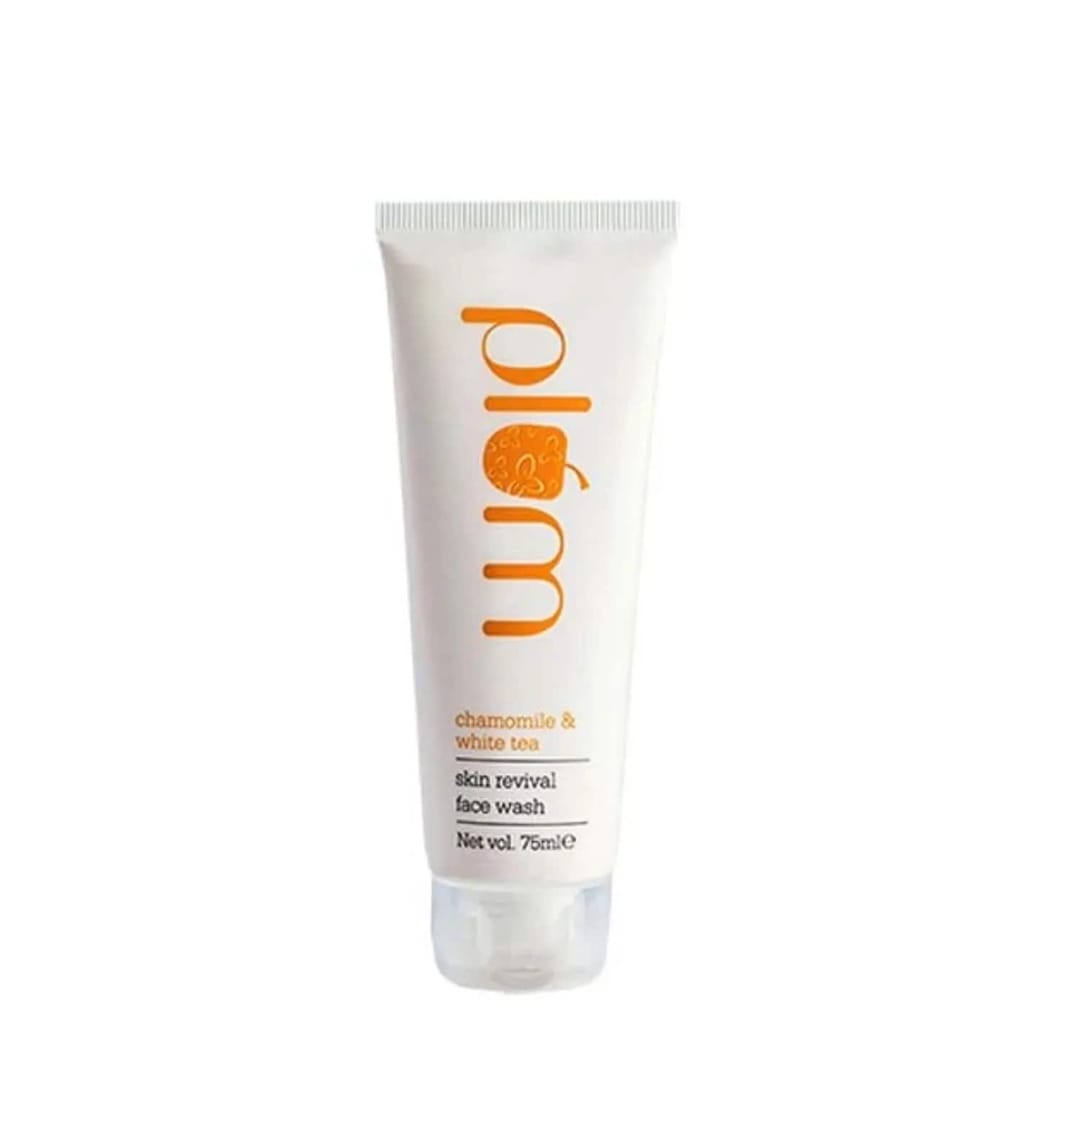 plum
chamomile &
white tea
skin revival
face wash
Net vol. 75ml℮